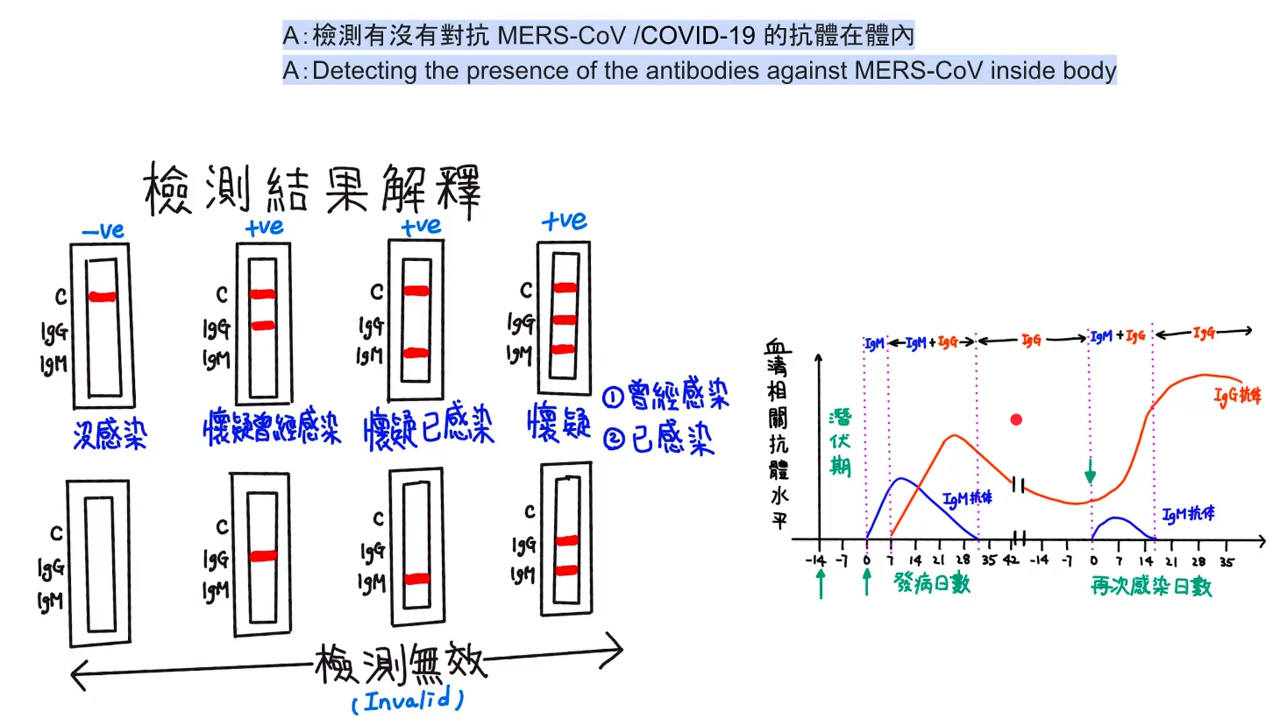 A：檢測有沒有對抗 MERS-CoV /COVID-19 的抗體在體內
A：Detecting the presence of the antibodies against MERS-CoV inside body
檢測結果解釋
-ve
+ve
+ve
+ve
C
IgG
IgM
C
IgG
IgM
C
IgG
IgM
C
IgG
IgM
沒感染
懷疑曾經感染
懷疑已感染
懷疑
①曾經感染
②已感染
C
IgG
IgM
C
IgG
IgM
C
IgG
IgM
C
IgG
IgM
檢測無效
(Invalid)
血清相關抗體水平
潛伏期
IgM
IgM+IgG
IgG
IgM+IgG
IgG
IgG抗体
IgM抗体
IgM抗体
-14 -7 0 7 14 21 28 35 42 -14 -7 0 7 14 21 28 35
發病日數
再次感染日數